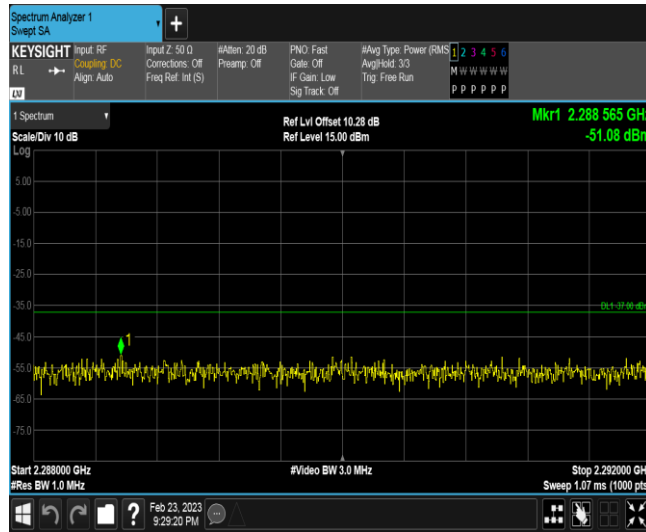 Spectrum Analyzer 1
Swept SA
KEYSIGHT
RL
LXI
Input: RF
Coupling: DC
Align: Auto
Input Z: 50 Ω
Corrections: Off
Freq Ref: Int (S)
#Atten: 20 dB
Preamp: Off
PNO: Fast
Gate: Off
IF Gain: Low
Sig Track: Off
#Avg Type: Power (RMS
Avg|Hold: 3/3
Trig: Free Run
1 2 3 4 5 6
M W W W W W
P P P P P P
1 Spectrum
Scale/Div 10 dB
Log
Ref Lvl Offset 10.28 dB
Ref Level 15.00 dBm
Mkr1 2.288 565 GHz
-51.08 dBm
5.00
-5.00
-15.0
-25.0
-35.0
-45.0
-55.0
-65.0
-75.0
DL1 -37.00 dBm
1
Start 2.288000 GHz
#Res BW 1.0 MHz
#Video BW 3.0 MHz
Stop 2.292000 GHz
Sweep 1.07 ms (1000 pts)
?
Feb 23, 2023
9:29:20 PM